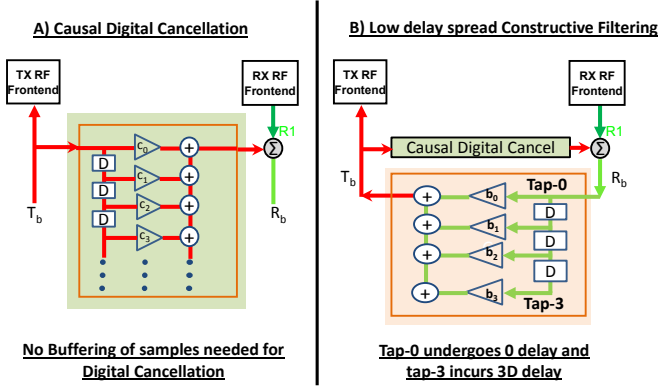 A) Causal Digital Cancellation
TX RF
Frontend
RX RF
Frontend
R1
Σ
C0
+
D
C1
+
D
C2
+
D
C3
+
Tb
Rb
No Buffering of samples needed for
Digital Cancellation
B) Low delay spread Constructive Filtering
TX RF
Frontend
RX RF
Frontend
R1
Causal Digital Cancel
Σ
Tb
Rb
Tap-0
+
b0
D
+
b1
D
+
b2
D
+
b3
Tap-3
Tap-0 undergoes 0 delay and
tap-3 incurs 3D delay